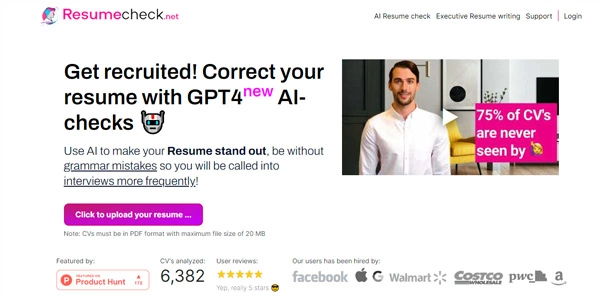 Resumecheck.net
AI Resume check Executive Resume writing Support Login
Get recruited! Correct your
resume with GPT4new AI-
checks
Use AI to make your Resume stand out, be without
grammar mistakes so you will be called into
interviews more frequently!
Click to upload your resume ...
Note: CVs must be in PDF format with maximum file size of 20 MB
75% of CV's
are never
seen by
Featured by:
FEATURED ON
Product Hunt
CV's analyzed:
6,382
User reviews:
Yep, really 5 stars
Our users has been hired by:
facebook G Walmart COSTCO WHOLESALE pwc a